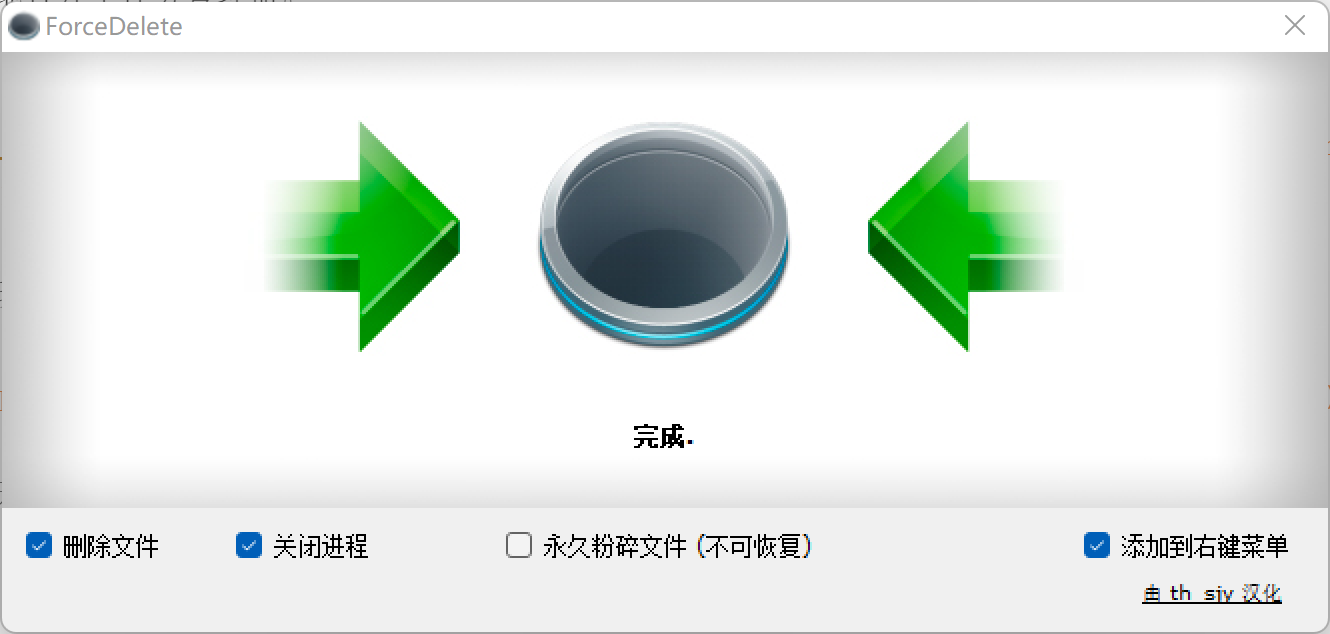 ForceDelete
完成.
删除文件
关闭进程
永久粉碎文件 (不可恢复)
添加到右键菜单
由 th_sjy 汉化